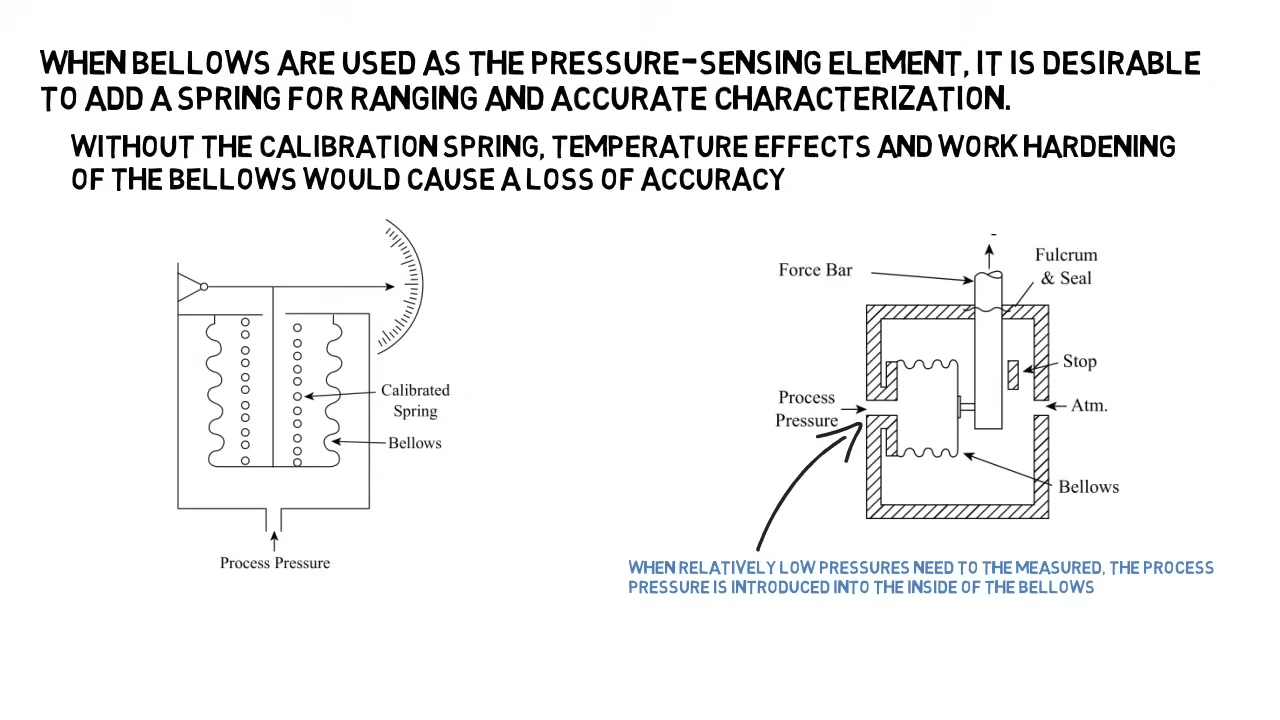 WHEN BELLOWS ARE USED AS THE PRESSURE-SENSING ELEMENT, IT IS DESIRABLE
TO ADD A SPRING FOR RANGING AND ACCURATE CHARACTERIZATION.
WITHOUT THE CALIBRATION SPRING, TEMPERATURE EFFECTS AND WORK HARDENING
OF THE BELLOWS WOULD CAUSE A LOSS OF ACCURACY
Calibrated
Spring
Bellows
Process Pressure
Force Bar
Fulcrum
& Seal
Stop
Process
Pressure
Atm.
Bellows
WHEN RELATIVELY LOW PRESSURES NEED TO THE MEASURED, THE PROCESS
PRESSURE IS INTRODUCED INTO THE INSIDE OF THE BELLOWS